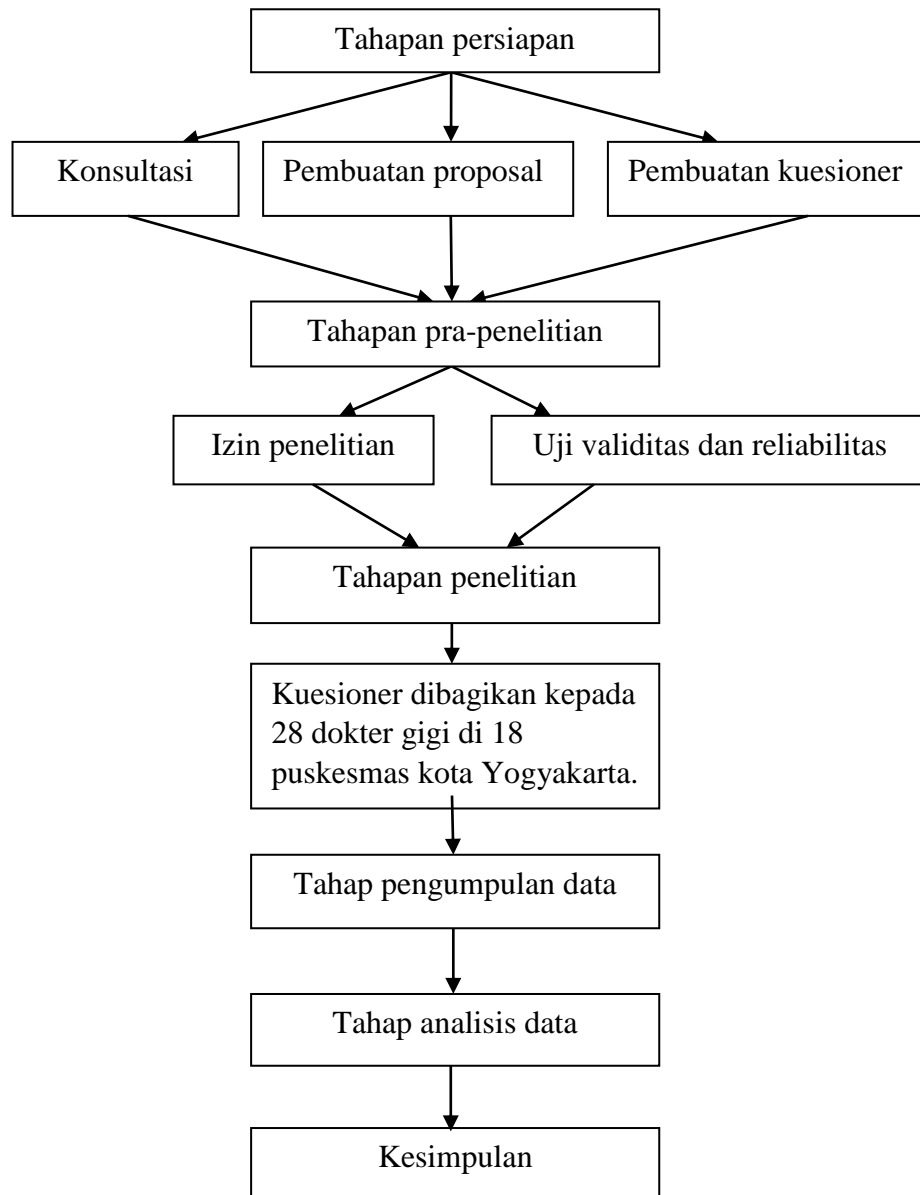 Tahapan persiapan
Konsultasi
Pembuatan proposal
Pembuatan kuesioner
Tahapan pra-penelitian
Izin penelitian
Uji validitas dan reliabilitas
Tahapan penelitian
Kuesioner dibagikan kepada
28 dokter gigi di 18
puskesmas kota Yogyakarta.
Tahap pengumpulan data
Tahap analisis data
Kesimpulan